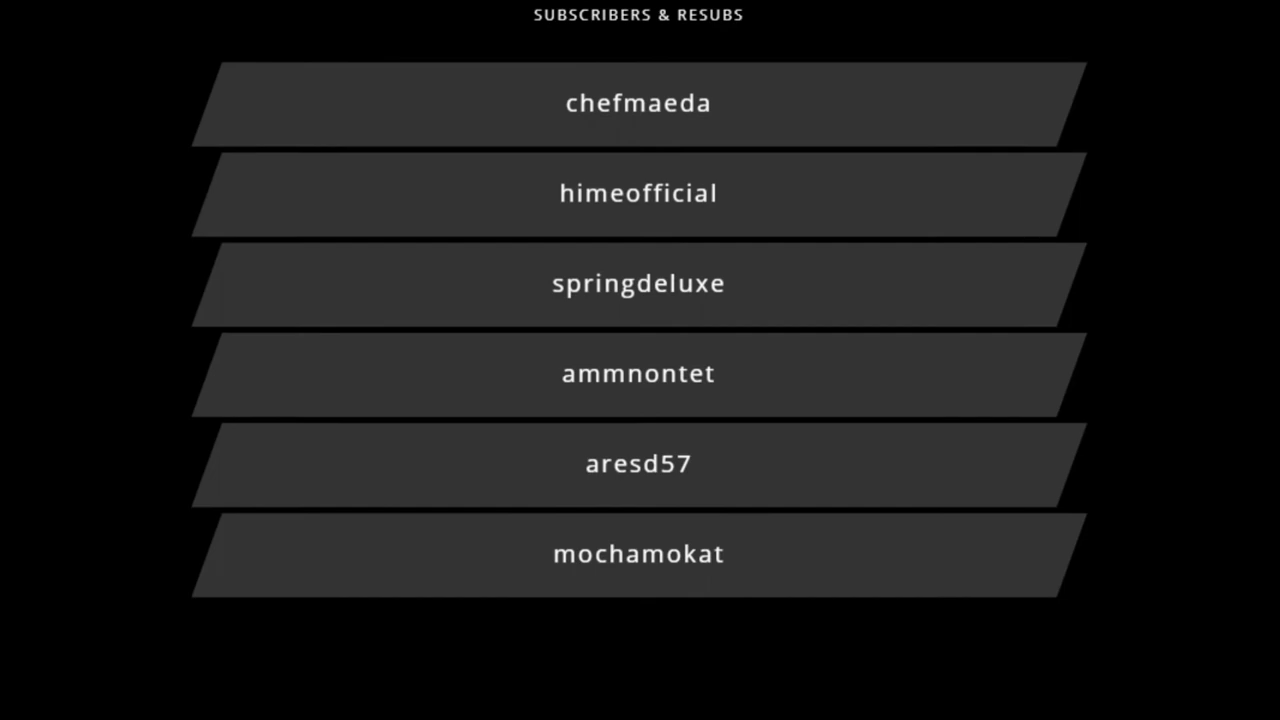 SUBSCRIBERS & RESUBS
chefmaeda
himeofficial
springdeluxe
ammnontet
aresd57
mochamokat